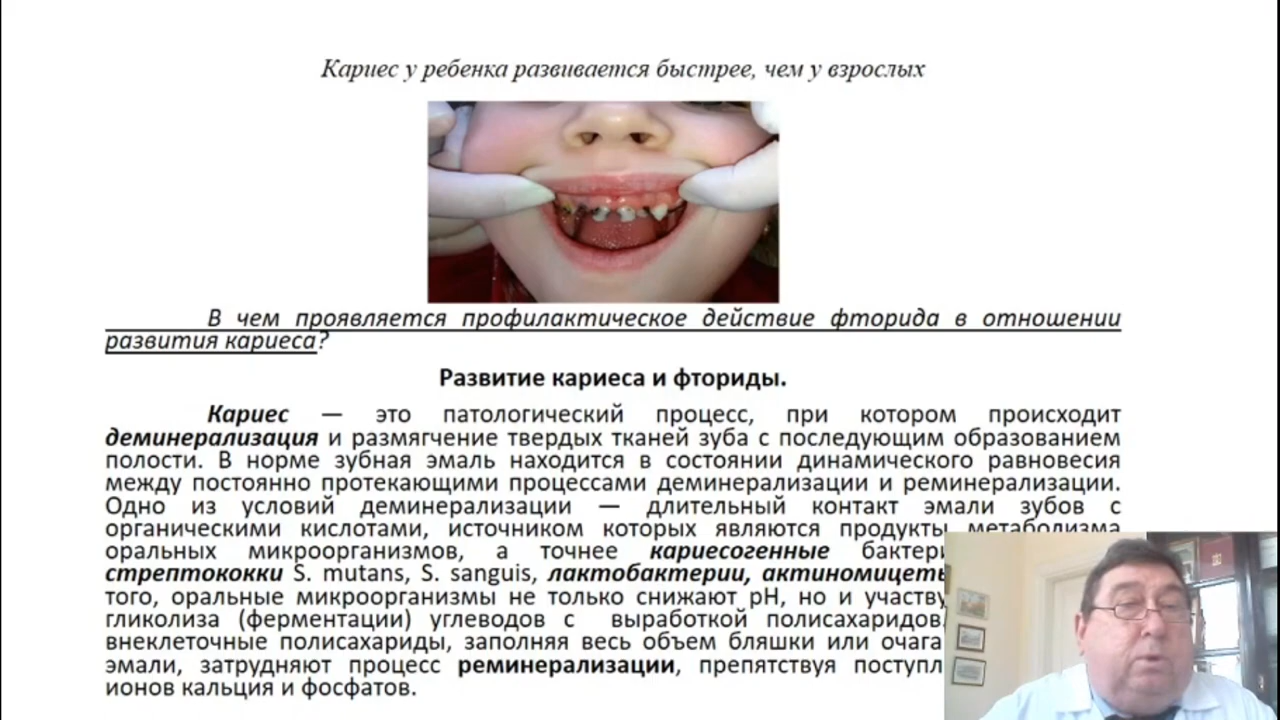 Кариес у ребенка развивается быстрее, чем у взрослых
В чем проявляется профилактическое действие фторида в отношении
развития кариеса?
Развитие кариеса и фториды.
Кариес — это патологический процесс, при котором происходит
деминерализация и размягчение твердых тканей зуба с последующим образованием
полости. В норме зубная эмаль находится в состоянии динамического равновесия
между постоянно протекающими процессами деминерализации и реминерализации.
Одно из условий деминерализации — длительный контакт эмали зубов с
органическими кислотами, источником которых являются продукты метаболизма
оральных микроорганизмов, а точнее кариесогенные
стрептококки S. mutans, S. sanguis, лактобактерии,
того, оральные микроорганизмы не только снижают pH, но и
гликолиза (ферментации) углеводов с выработкой полисахаридов.
внеклеточные полисахариды, заполняя весь объем бляшки или очага
эмали, затрудняют процесс реминерализации, препятствуя
ионов кальция и фосфатов.